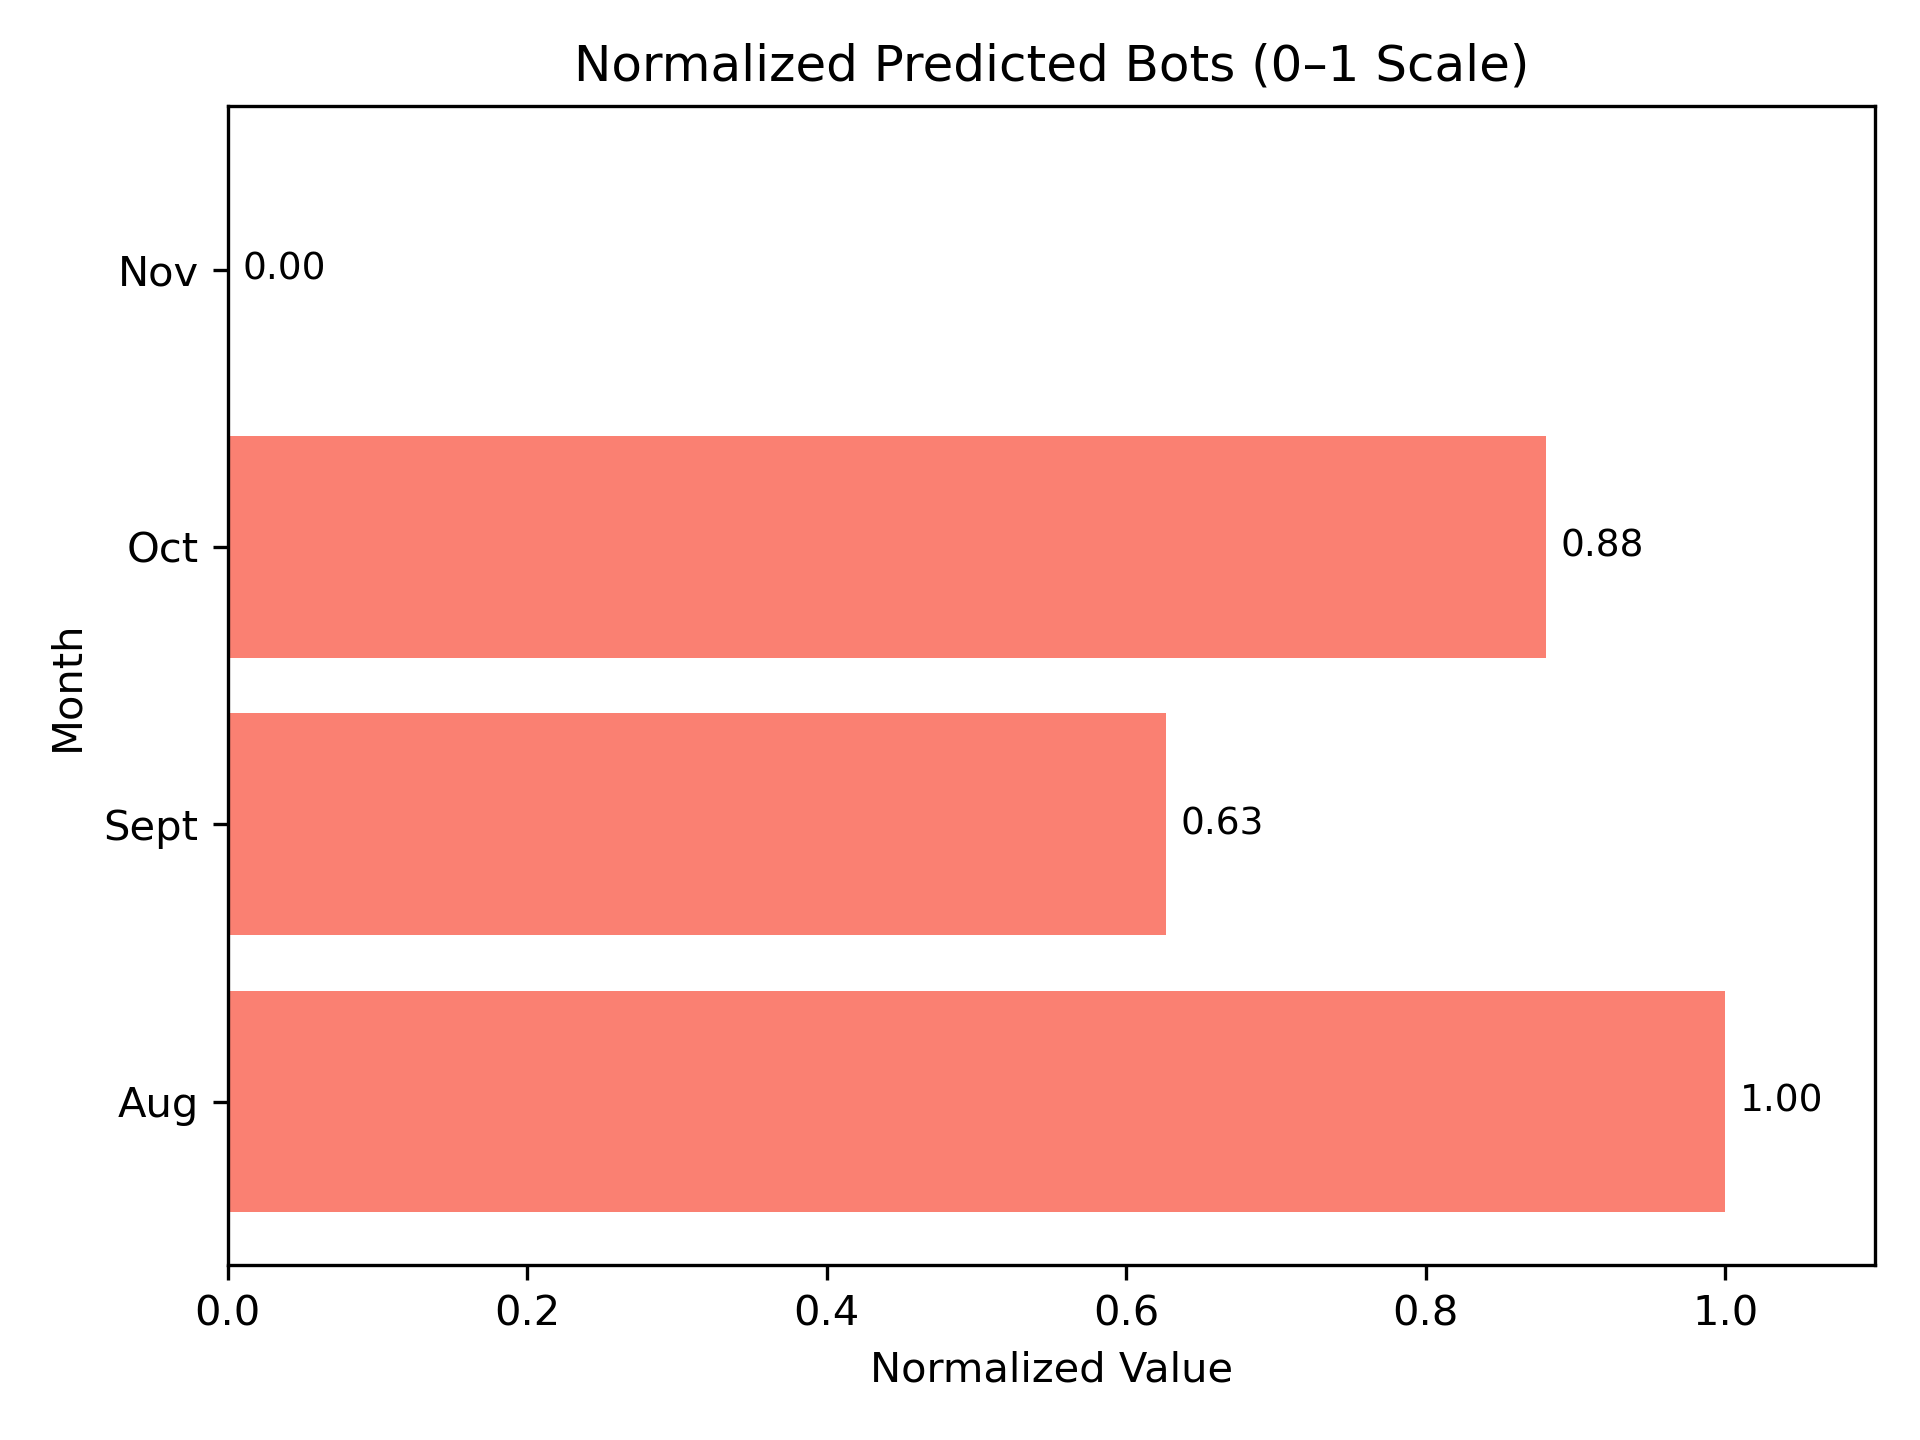 Normalized Predicted Bots (0–1 Scale)
Nov
0.00
Oct
0.88
Month
Sept
0.63
Aug
1.00
0.0 0.2 0.4 0.6 0.8 1.0
Normalized Value